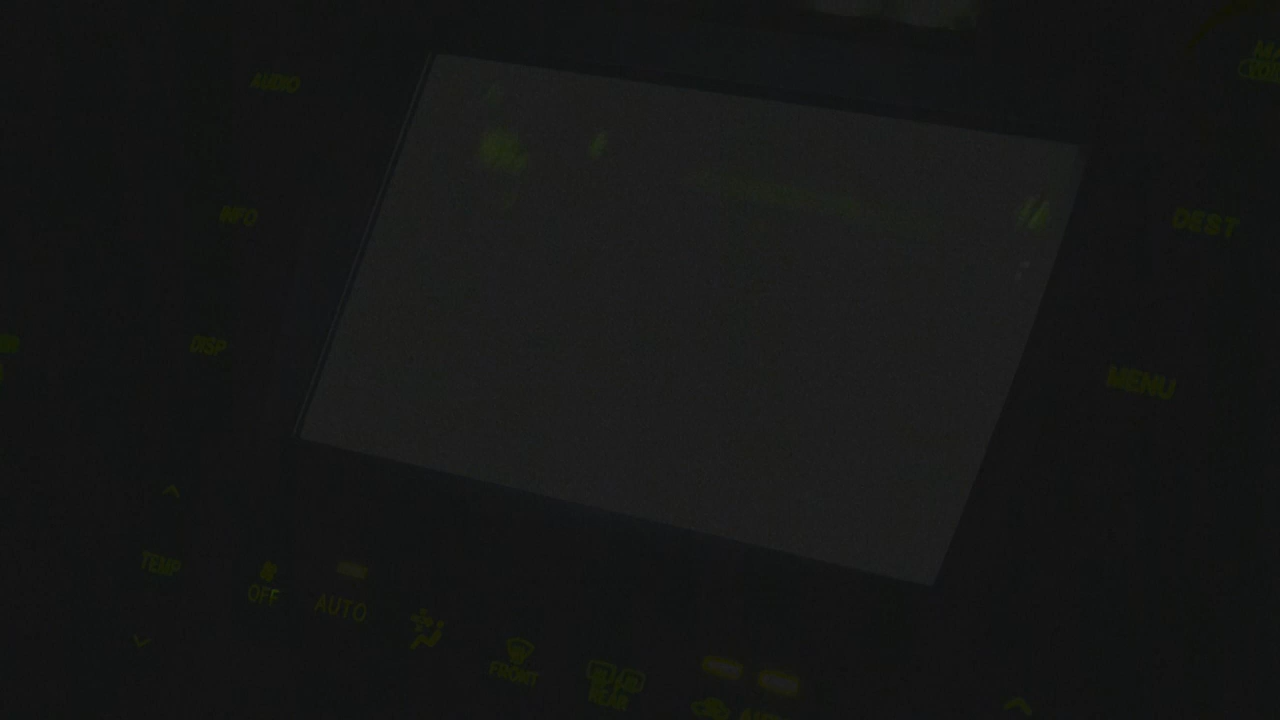 AUDIO
INFO
DEST
DISP
MENU
TEMP
OFF
AUTO
FRONT
REAR